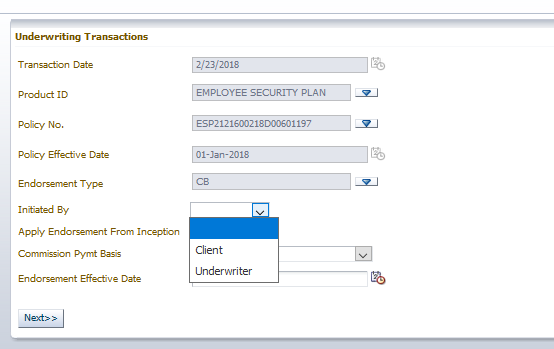 Underwriting Transactions
Transaction Date 2/23/2018
Product ID EMPLOYEE SECURITY PLAN
Policy No. ESP2121600218D00601197
Policy Effective Date 01-Jan-2018
Endorsement Type CB
Initiated By
Apply Endorsement From Inception
Client
Commission Pymt Basis
Underwriter
Endorsement Effective Date
Next>>